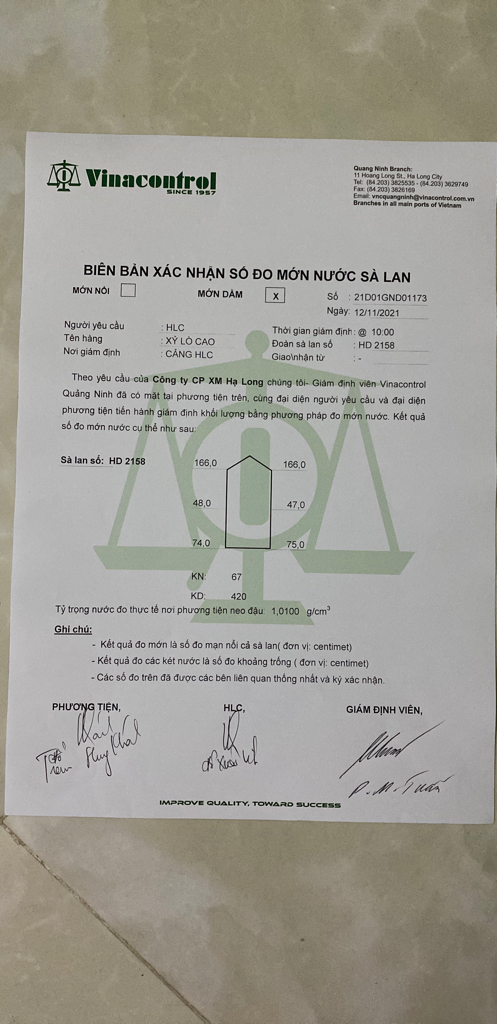 Vinacontrol
SINCE 1957
Quang Ninh Branch:
11 Hoang Long St., Ha Long City
Tel: (84.203) 3825535 - (84.203) 3629749
Fax: (84.203) 3826169
Email: vncquangninh@vinacontrol.com.vn
Branches in all main ports of Vietnam
BIÊN BẢN XÁC NHẬN SỐ ĐO MỚN NƯỚC SÀ LAN
MỚN NỔI MỚN DẦM X Số : 21D01GND01173
Ngày: 12/11/2021
Người yêu cầu : HLC Thời gian giám định : @ 10:00
Tên hàng : XỶ LÒ CAO Đoàn sà lan số : HD 2158
Nơi giám định : CẢNG HLC Giao\nhận từ : -
Theo yêu cầu của Công ty CP XM Hạ Long chúng tôi- Giám định viên Vinacontrol
Quảng Ninh đã có mặt tại phương tiện trên, cùng đại diện người yêu cầu và đại diện
phương tiện tiến hành giám định khối lượng bằng phương pháp đo mớn nước. Kết quả
số đo mớn nước cụ thể như sau:
Sà lan số: HD 2158 166,0 166,0
48,0 47,0
74,0 75,0
KN: 67
KD: 420
Tỷ trọng nước đo thực tế nơi phương tiện neo đậu: 1,0100 g/cm³
Ghi chú:
- Kết quả đo mớn là số đo mạn nổi cả sà lan( đơn vị: centimet)
- Kết quả đo các két nước là số đo khoảng trống ( đơn vị: centimet)
- Các số đo trên đã được các bên liên quan thống nhất và ký xác nhận.
PHƯƠNG TIỆN, HLC, GIÁM ĐỊNH VIÊN,
P.M.Tuấn
IMPROVE QUALITY, TOWARD SUCCESS